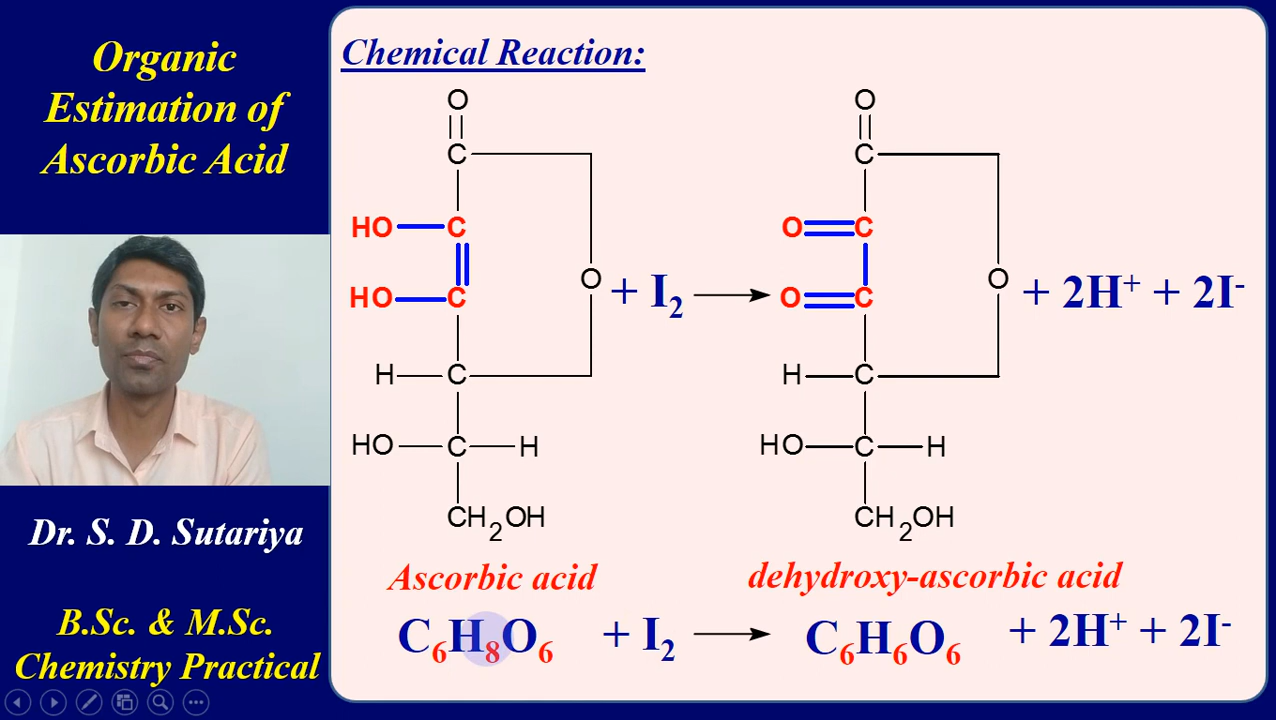 Organic
Estimation of
Ascorbic Acid
Dr. S. D. Sutariya
B.Sc. & M.Sc.
Chemistry Practical
Chemical Reaction:
O
C
HO C
HO C
O
+ I₂
H C
HO C H
CH₂OH
Ascorbic acid
O
C
O C
O C
O
+ 2H⁺ + 2I⁻
H C
HO C H
CH₂OH
dehydroxy-ascorbic acid
C₆H₈O₆ + I₂ → C₆H₆O₆ + 2H⁺ + 2I⁻